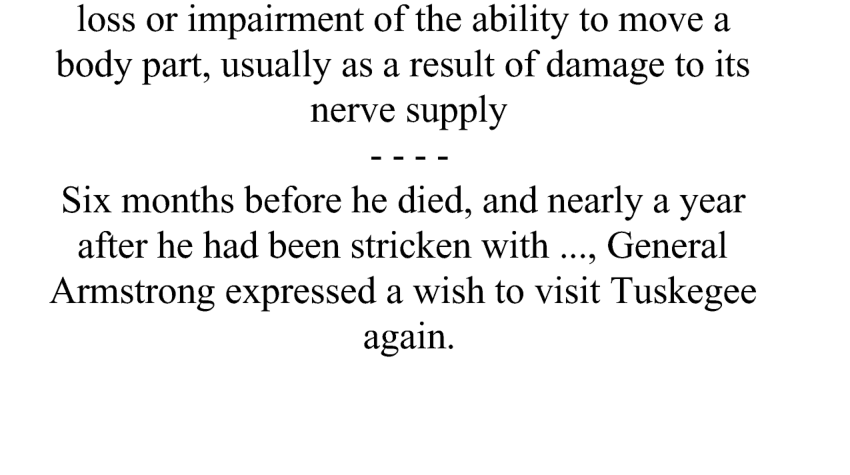 loss or impairment of the ability to move a
body part, usually as a result of damage to its
nerve supply
- - - -
Six months before he died, and nearly a year
after he had been stricken with ..., General
Armstrong expressed a wish to visit Tuskegee
again.